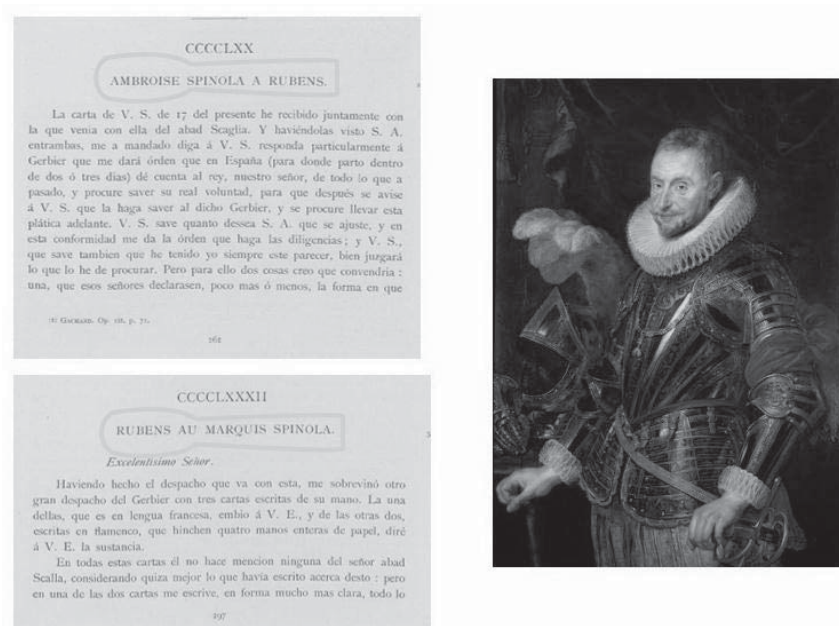 CCCCLXX
AMBROISE SPINOLA A RUBENS.
La carta de V. S. de 17 del presente he recibido juntamente con
la que venia con ella del abad Scaglia. Y haviéndolas visto S. A.
entrambas, me a mandado diga á V. S. responda particularmente á
Gerbier que me dará órden que en España (para donde parto dentro
de dos ó tres dias) dé cuenta al rey, nuestro señor, de todo lo que a
pasado, y procure saver su real voluntad, para que después se avise
á V. S. que la haga saver al dicho Gerbier, y se procure llevar esta
plática adelante. V. S. save quanto dessea S. A. que se ajuste, y en
esta conformidad me da la órden que haga las diligencias; y V. S.,
que save tambien que he tenido yo siempre este parecer, bien juzgará
lo que lo he de procurar. Pero para ello dos cosas creo que convendria :
una, que esos señores declarasen, poco mas ó menos, la forma en que
GACHARD. Op. cit. p. 71.
CCCCLXXXII
RUBENS AU MARQUIS SPINOLA.
Excelentisimo Señor.
Haviendo hecho el despacho que va con esta, me sobrevinó otro
gran despacho del Gerbier con tres cartas escritas de su mano. La una
dellas, que es en lengua francesa, embio á V. E., y de las otras dos,
escritas en flamenco, que hinchen quatro manos enteras de papel, diré
á V. E. la sustancia.
En todas estas cartas él no hace mencion ninguna del señor abad
Scalla, considerando quiza mejor lo que havia escrito acerca desto : pero
en una de las dos cartas me escrive, en forma mucho mas clara, todo lo
197